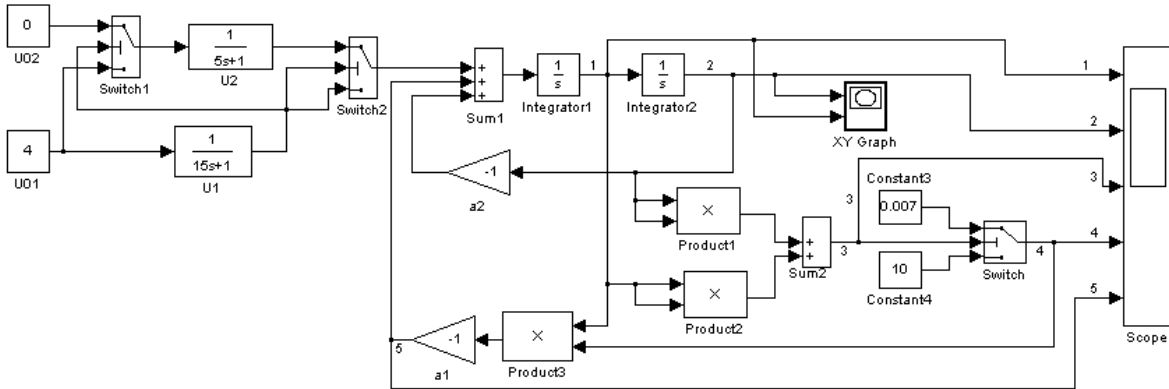 0
UO2
Switch1
1
5s+1
U2
Switch2
4
UO1
1
15s+1
U1
+
+
+
Sum1
1
s
Integrator1
1
1
s
Integrator2
2
XY Graph
-1
a2
×
Product1
×
Product2
+
+
Sum2
3
3
Constant3
0.007
10
Constant4
Switch
4
-1
a1
5
×
Product3
1
2
3
4
5
Scope